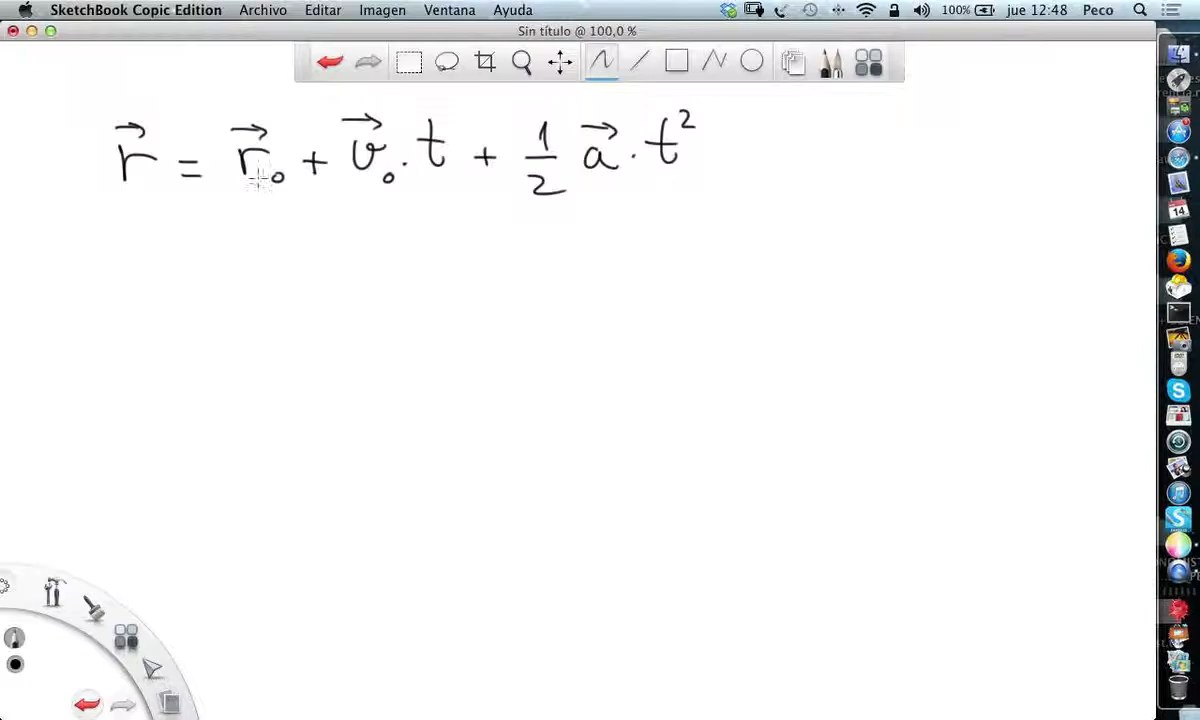 SketchBook Copic Edition Archivo Editar Imagen Ventana Ayuda 100% jue 12:48 Peco
Sin título @ 100,0 %
r⃗ = r⃗₀ + v⃗₀ . t + 1/2 a⃗ . t²
14